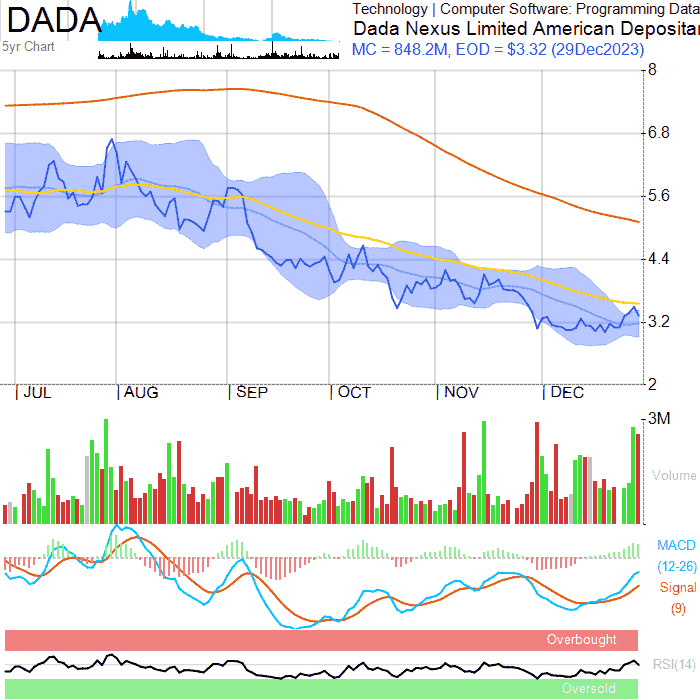 DADA
5yr Chart
Technology | Computer Software: Programming Data
Dada Nexus Limited American Depositar
MC = 848.2M, EOD = $3.32 (29Dec2023)
8
6.8
5.6
4.4
3.2
2
JUL AUG SEP OCT NOV DEC
3M
Volume
MACD
(12-26)
Signal
(9)
Overbought
RSI(14)
Oversold